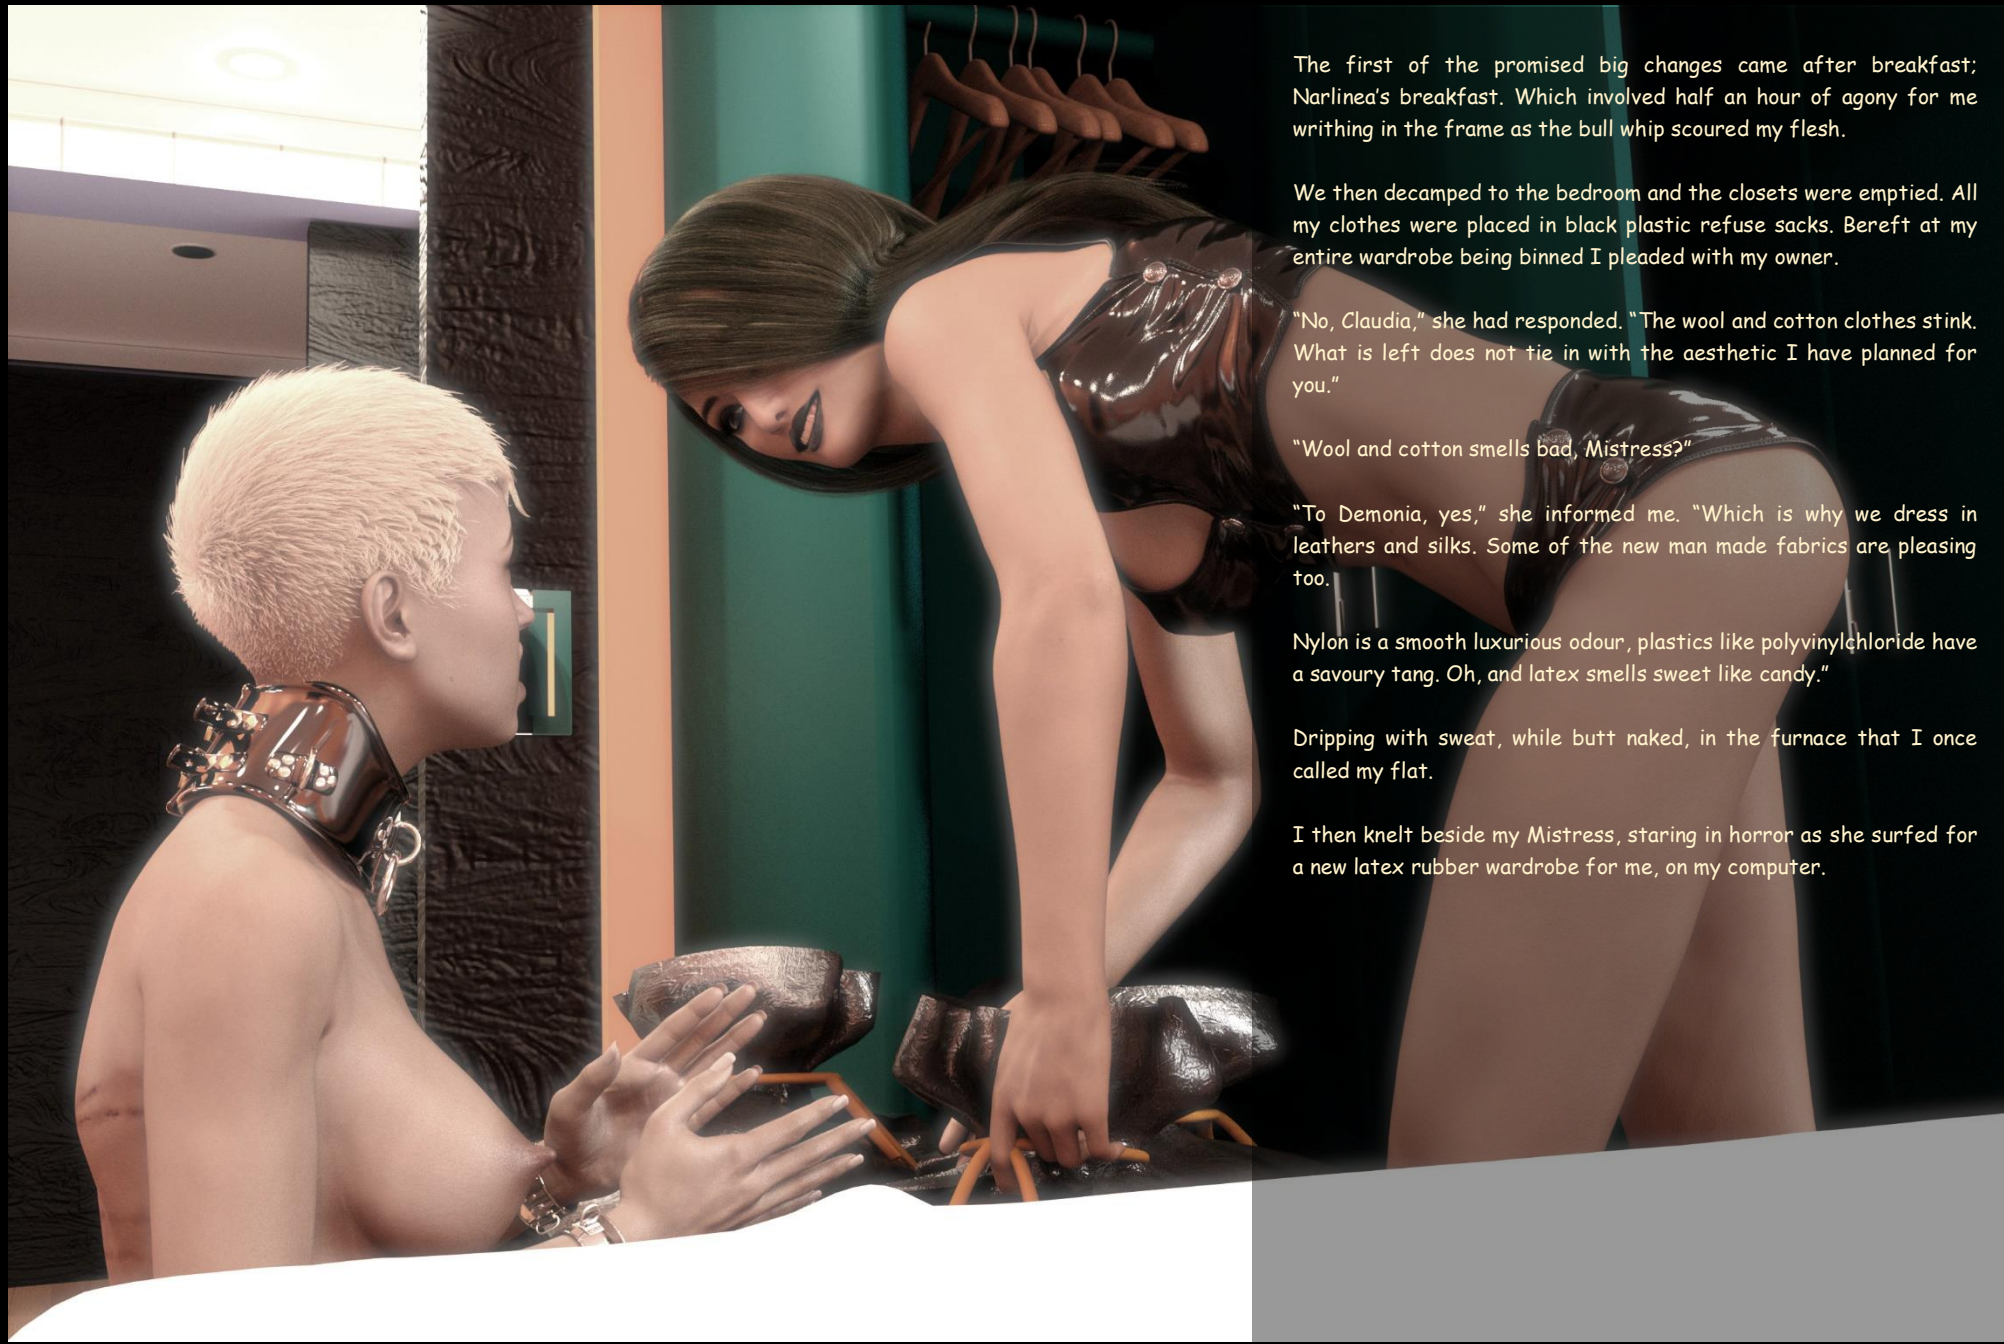 The first of the promised big changes came after breakfast;
Narlinea's breakfast. Which involved half an hour of agony for me
writhing in the frame as the bull whip scoured my flesh.
We then decamped to the bedroom and the closets were emptied. All
my clothes were placed in black plastic refuse sacks. Bereft at my
entire wardrobe being binned I pleaded with my owner.
“No, Claudia,” she had responded. “The wool and cotton clothes stink.
What is left does not tie in with the aesthetic I have planned for
you.”
“Wool and cotton smells bad, Mistress?”
“To Demonia, yes,” she informed me. “Which is why we dress in
leathers and silks. Some of the new man made fabrics are pleasing
too.
Nylon is a smooth luxurious odour, plastics like polyvinylchloride have
a savoury tang. Oh, and latex smells sweet like candy.”
Dripping with sweat, while butt naked, in the furnace that I once
called my flat.
I then knelt beside my Mistress, staring in horror as she surfed for
a new latex rubber wardrobe for me, on my computer.